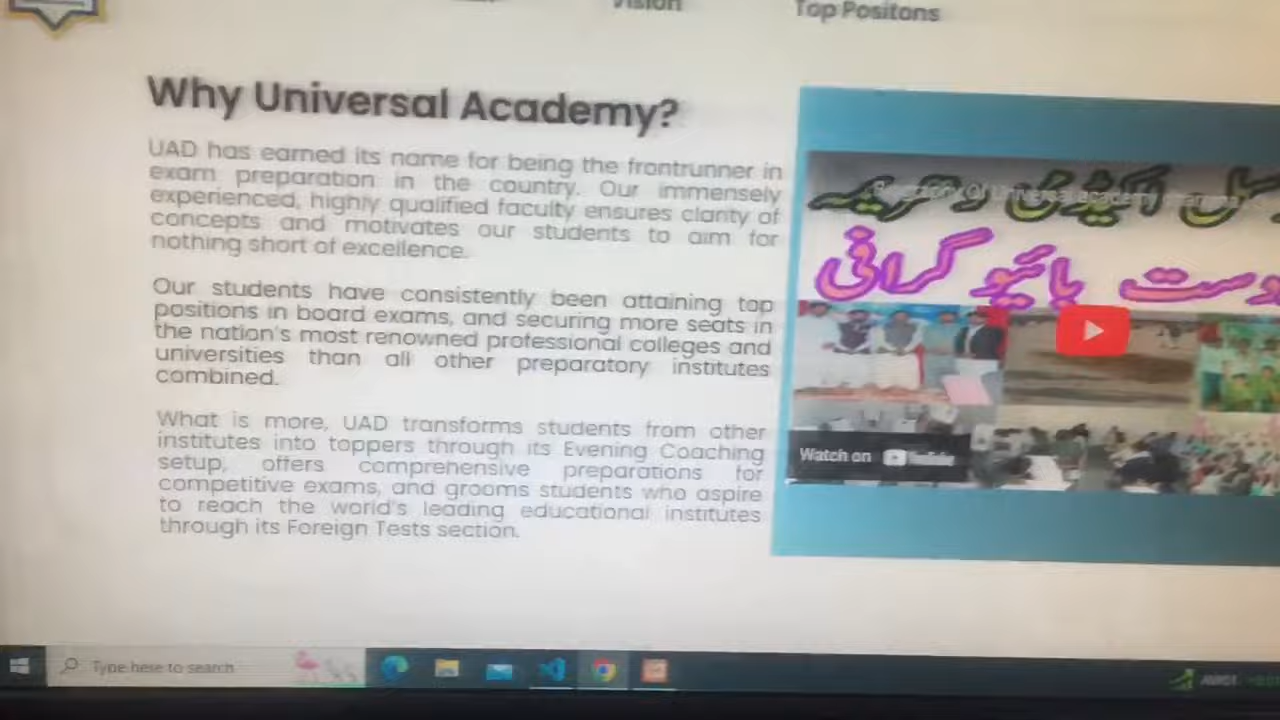 Vision
Top Positons
Why Universal Academy?
UAD has earned its name for being the frontrunner in
exam preparation in the country. Our immensely
experienced, highly qualified faculty ensures clarity of
concepts and motivates our students to aim for
nothing short of excellence.
Our students have consistently been attaining top
positions in board exams, and securing more seats in
the nation's most renowned professional colleges and
universities than all other preparatory institutes
combined.
What is more, UAD transforms students from other
institutes into toppers through its Evening Coaching
setup, offers comprehensive preparations for
competitive exams, and grooms students who aspire
to reach the world's leading educational institutes
through its Foreign Tests section.
Of Universal academy
بائیو گرافی
Watch on YouTube
Type here to search